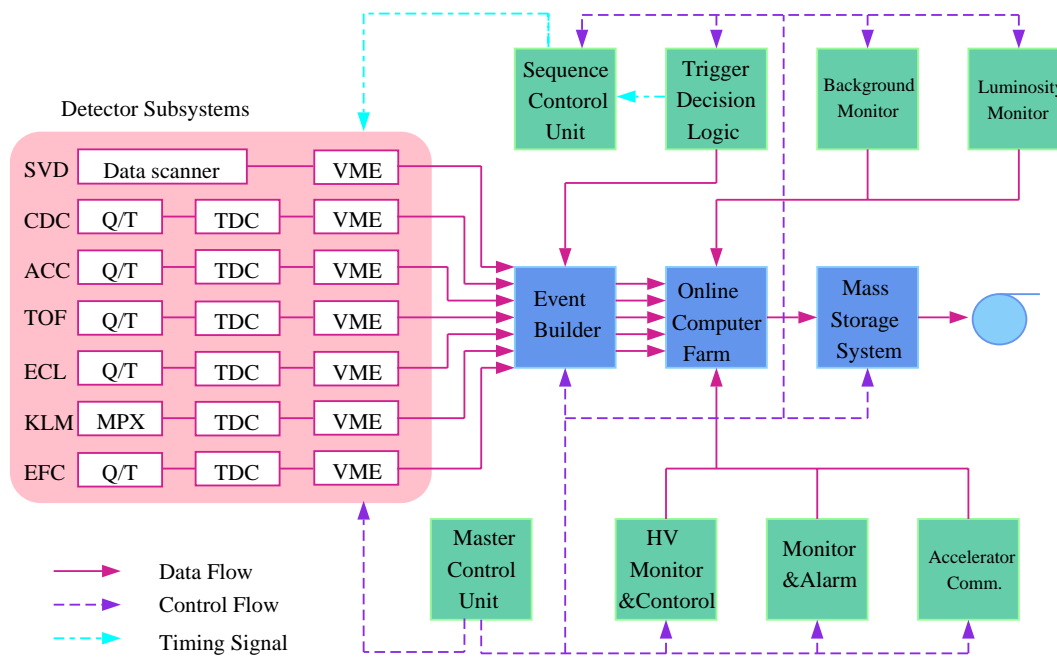 Sequence
Contorol
Unit
Trigger
Decision
Logic
Background
Monitor
Luminosity
Monitor
Detector Subsystems
SVD
Data scanner
VME
CDC
Q/T
TDC
VME
ACC
Q/T
TDC
VME
TOF
Q/T
TDC
VME
ECL
Q/T
TDC
VME
KLM
MPX
TDC
VME
EFC
Q/T
TDC
VME
Event
Builder
Online
Computer
Farm
Mass
Storage
System
Master
Control
Unit
HV
Monitor
&Contorol
Monitor
&Alarm
Accelerator
Comm.
Data Flow
Control Flow
Timing Signal